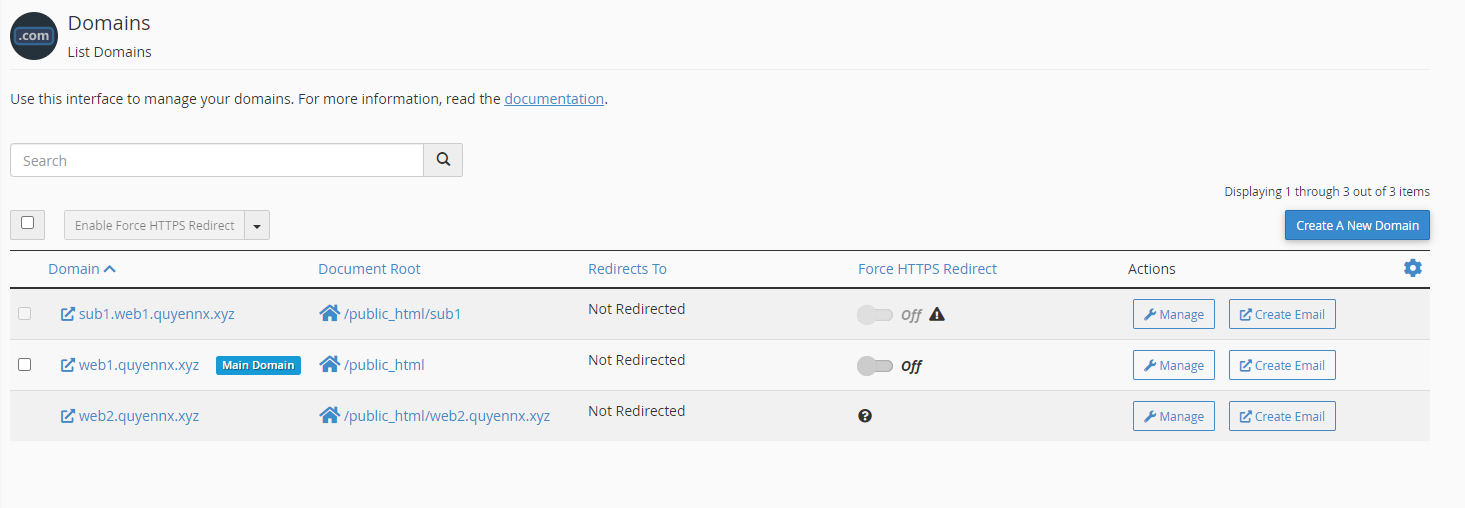 .com
Domains
List Domains
Use this interface to manage your domains. For more information, read the documentation.
Search
Displaying 1 through 3 out of 3 items
Enable Force HTTPS Redirect
Create A New Domain
Domain Document Root Redirects To Force HTTPS Redirect Actions
sub1.web1.quyennx.xyz /public_html/sub1 Not Redirected Off Manage Create Email
web1.quyennx.xyz Main Domain /public_html Not Redirected Off Manage Create Email
web2.quyennx.xyz /public_html/web2.quyennx.xyz Not Redirected Manage Create Email